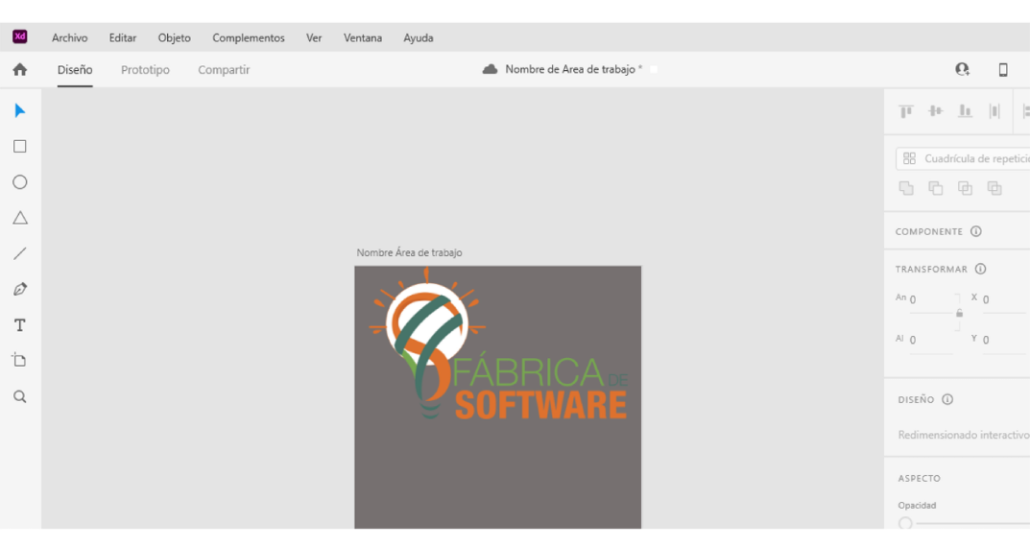 Xd
Archivo Editar Objeto Complementos Ver Ventana Ayuda
Diseño Prototipo Compartir Nombre de Area de trabajo *
Cuadrícula de repetició
COMPONENTE
Nombre Área de trabajo
TRANSFORMAR
An 0 X 0
Al 0 Y 0
FÁBRICA DE
SOFTWARE
DISEÑO
Redimensionado interactivo
ASPECTO
Opacidad